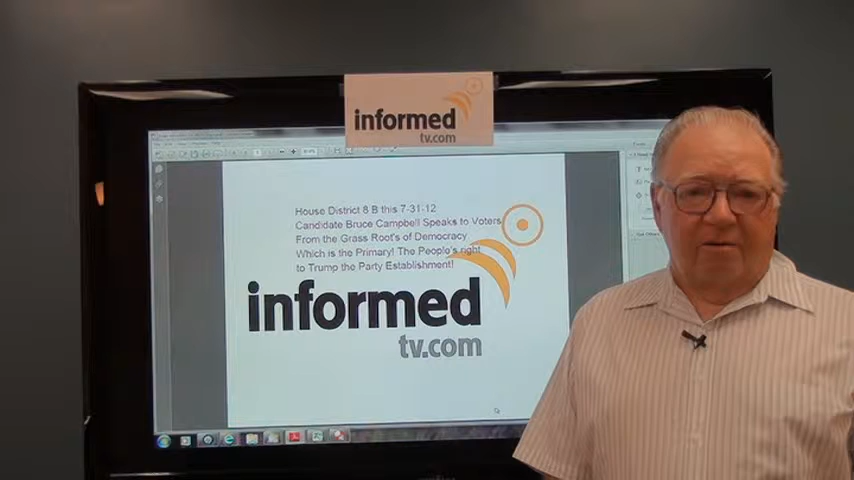 informed
tv.com
House District 8 B this 7-31-12
Candidate Bruce Campbell Speaks to Voters
From the Grass Root's of Democracy
Which is the Primary! The People's right
to Trump the Party Establishment!
informed
tv.com